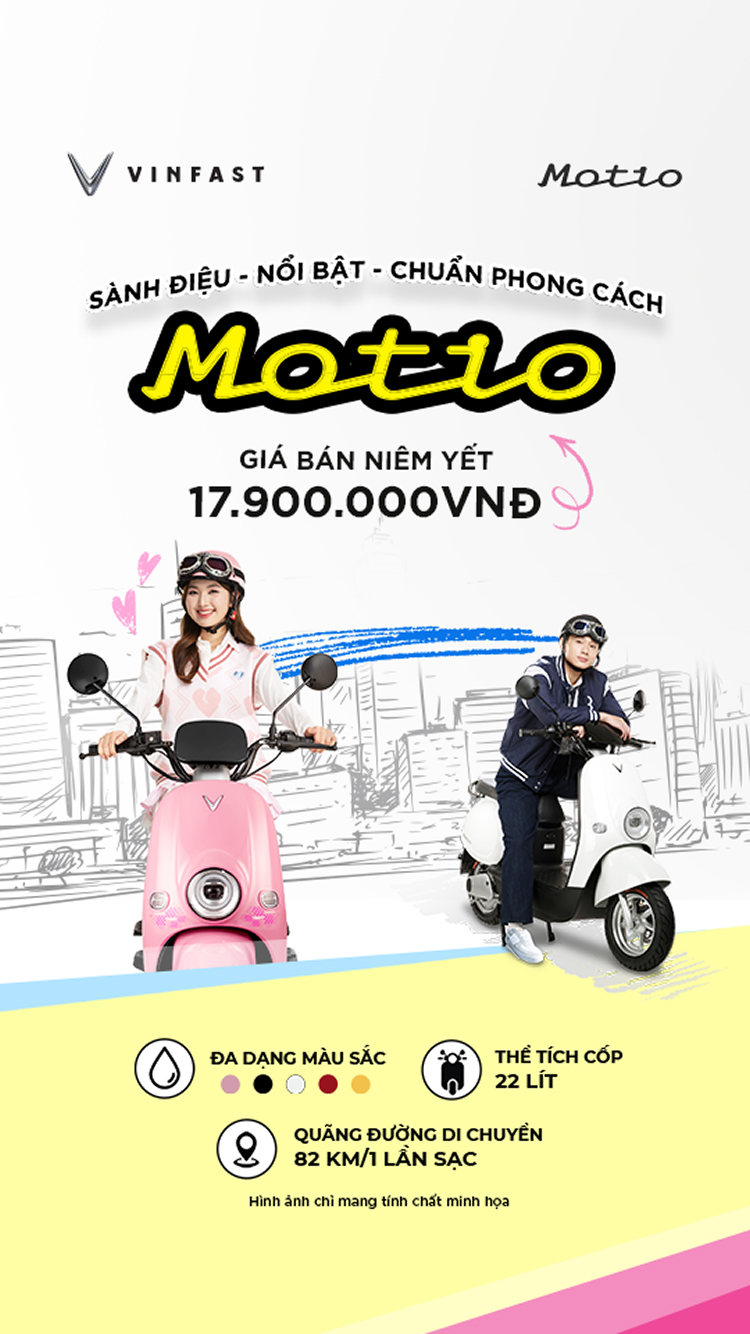 VINFAST
Motio
SÀNH ĐIỆU - NỔI BẬT - CHUẨN PHONG CÁCH
Motio
GIÁ BÁN NIÊM YẾT
17.900.000VNĐ
ĐA DẠNG MÀU SẮC
THỂ TÍCH CỐP
22 LÍT
QUÃNG ĐƯỜNG DI CHUYỂN
82 KM/1 LẦN SẠC
Hình ảnh chỉ mang tính chất minh họa